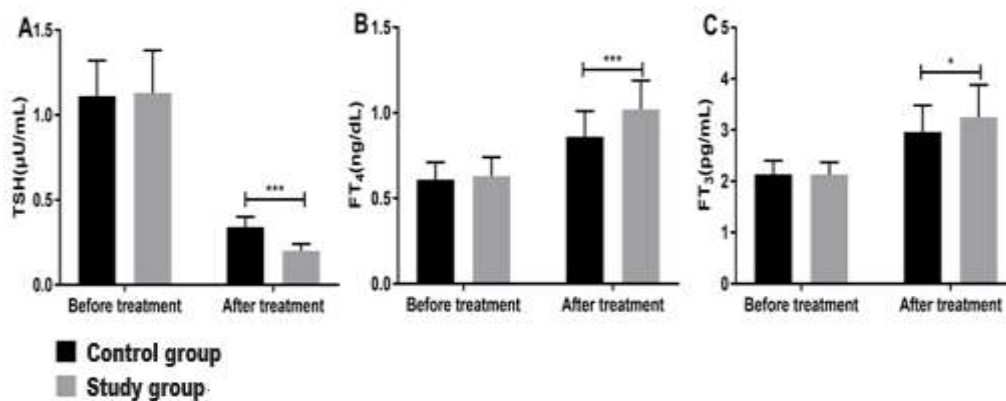 A
TSH(μU/mL)
1.5
1.0
0.5
0.0
***
Before treatment
After treatment
B
FT4(ng/dL)
1.5
1.0
0.5
0.0
***
Before treatment
After treatment
C
FT3(pg/mL)
5
4
3
2
1
0
*
Before treatment
After treatment
Control group
Study group